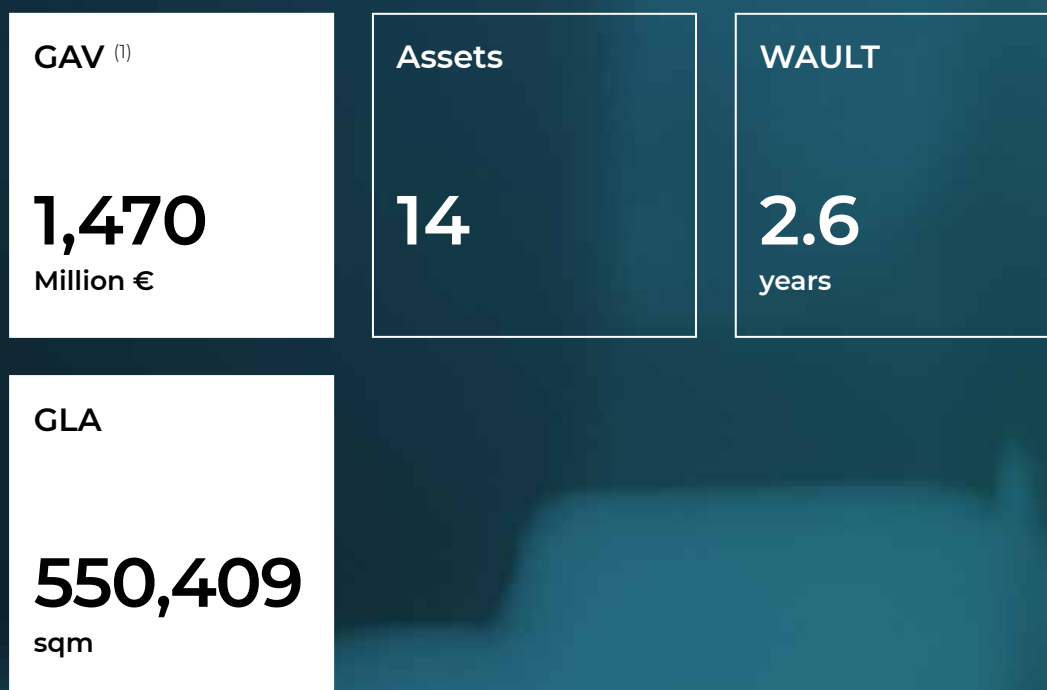 GAV (1)
1,470
Million €
Assets
14
WAULT
2.6
years
GLA
550,409
sqm